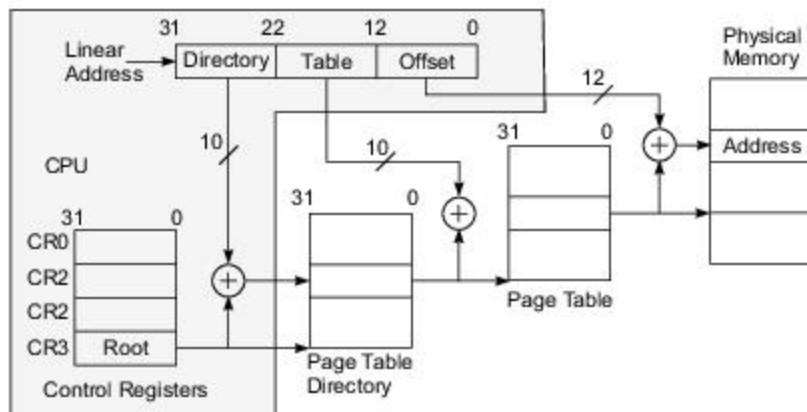 31 22 12 0
Linear Address
Directory Table Offset
Physical Memory
12
31 0
10
10
Address
CPU
31 0
31 0
CR0
CR2
CR2
CR3 Root
Page Table
Page Table Directory
Control Registers